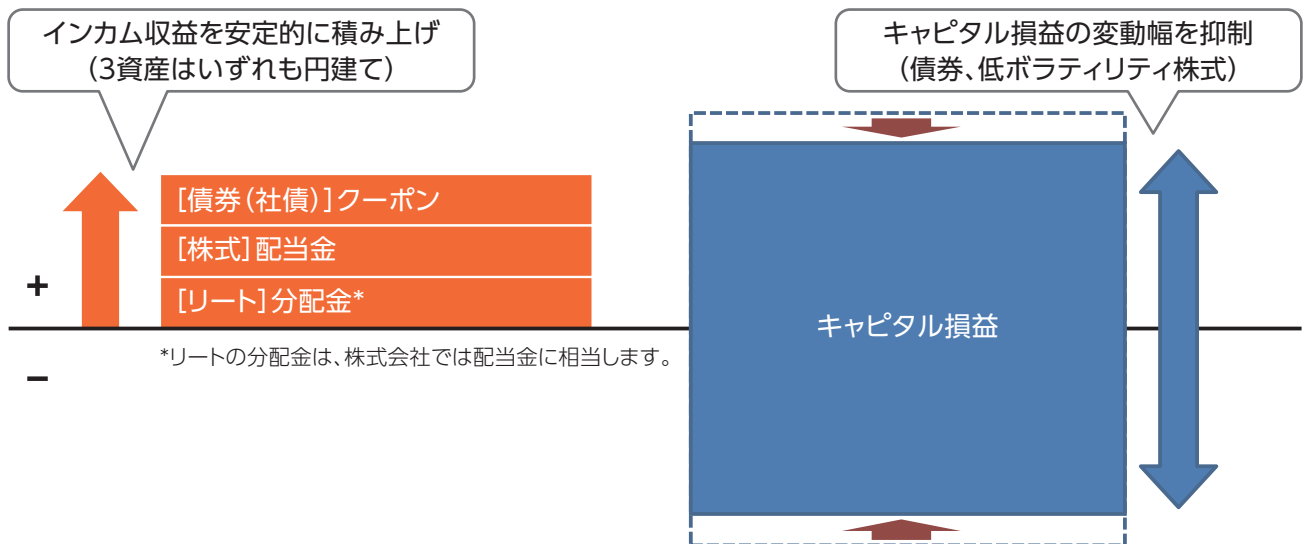 インカム収益を安定的に積み上げ
（3資産はいずれも円建て）
キャピタル損益の変動幅を抑制
（債券、低ボラティリティ株式）
[債券（社債）]クーポン
[株式]配当金
[リート]分配金*
+
キャピタル損益
*リートの分配金は、株式会社では配当金に相当します。
−